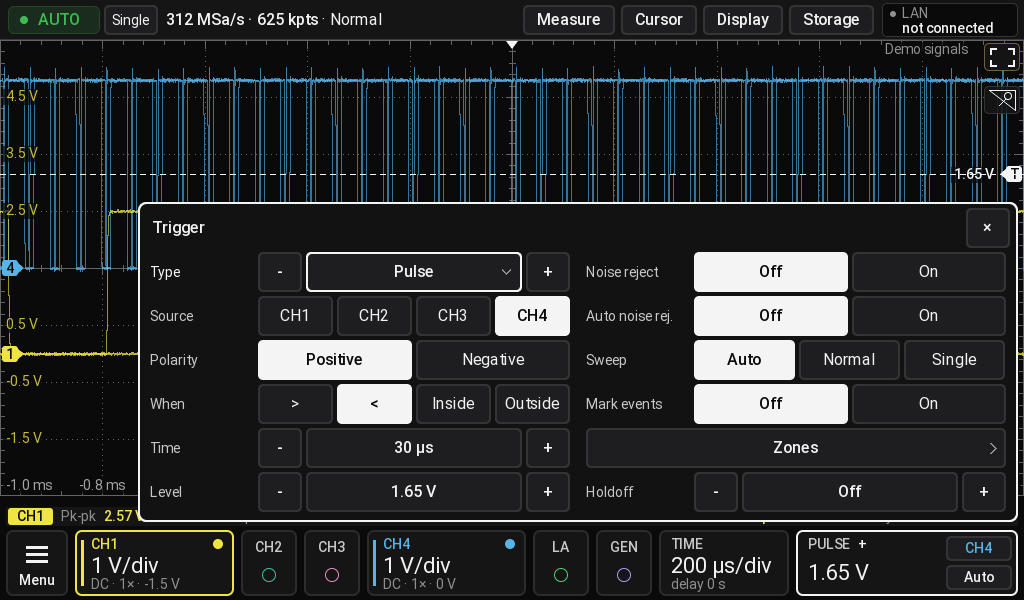 AUTO
Single
312 MSa/s · 625 kpts · Normal
Measure
Cursor
Display
Storage
LAN
not connected
Demo signals
4.5 V
3.5 V
1.65 V
T
2.5 V
4
0.5 V
1
-0.5 V
-1.5 V
-1.0 ms
-0.8 ms
Trigger
×
Type
-
Pulse
+
Noise reject
Off
On
Source
CH1
CH2
CH3
CH4
Auto noise rej.
Off
On
Polarity
Positive
Negative
Sweep
Auto
Normal
Single
When
>
<
Inside
Outside
Mark events
Off
On
Time
-
30 µs
+
Zones
Level
-
1.65 V
+
Holdoff
-
Off
+
CH1
Pk-pk
2.57 V
Menu
CH1
1 V/div
DC · 1× · -1.5 V
CH2
CH3
CH4
1 V/div
DC · 1× · 0 V
LA
GEN
TIME
200 µs/div
delay 0 s
PULSE +
1.65 V
CH4
Auto